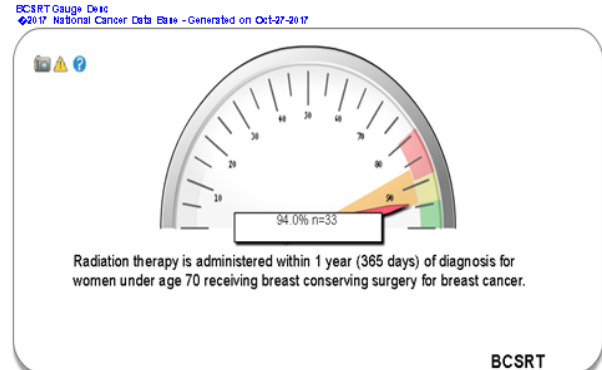 BCSRT Gauge Desc
©2017 National Cancer Data Base - Generated on Oct-27-2017
10
20
30
40
50
60
70
80
90
94.0% n=33
Radiation therapy is administered within 1 year (365 days) of diagnosis for
women under age 70 receiving breast conserving surgery for breast cancer.
BCSRT